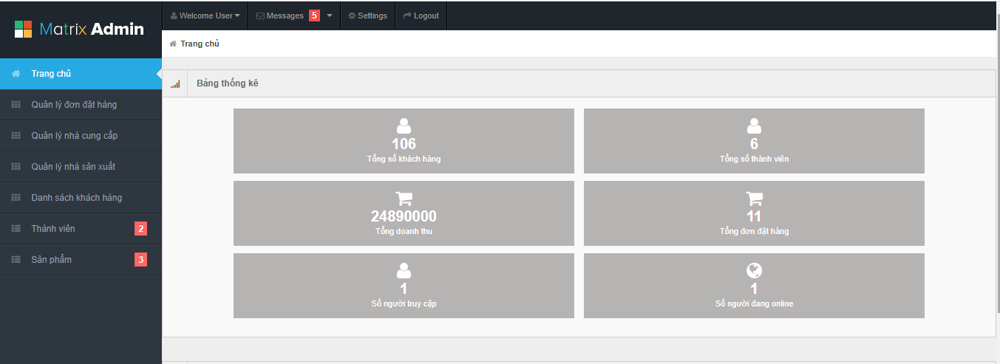 Matrix Admin
Welcome User
Messages 5
Settings
Logout
Trang chủ
Trang chủ
Quản lý đơn đặt hàng
Quản lý nhà cung cấp
Quản lý nhà sản xuất
Danh sách khách hàng
Thành viên 2
Sản phẩm 3
Bảng thống kê
106
Tổng số khách hàng
6
Tổng số thành viên
24890000
Tổng doanh thu
11
Tổng đơn đặt hàng
1
Số người truy cập
1
Số người đang online